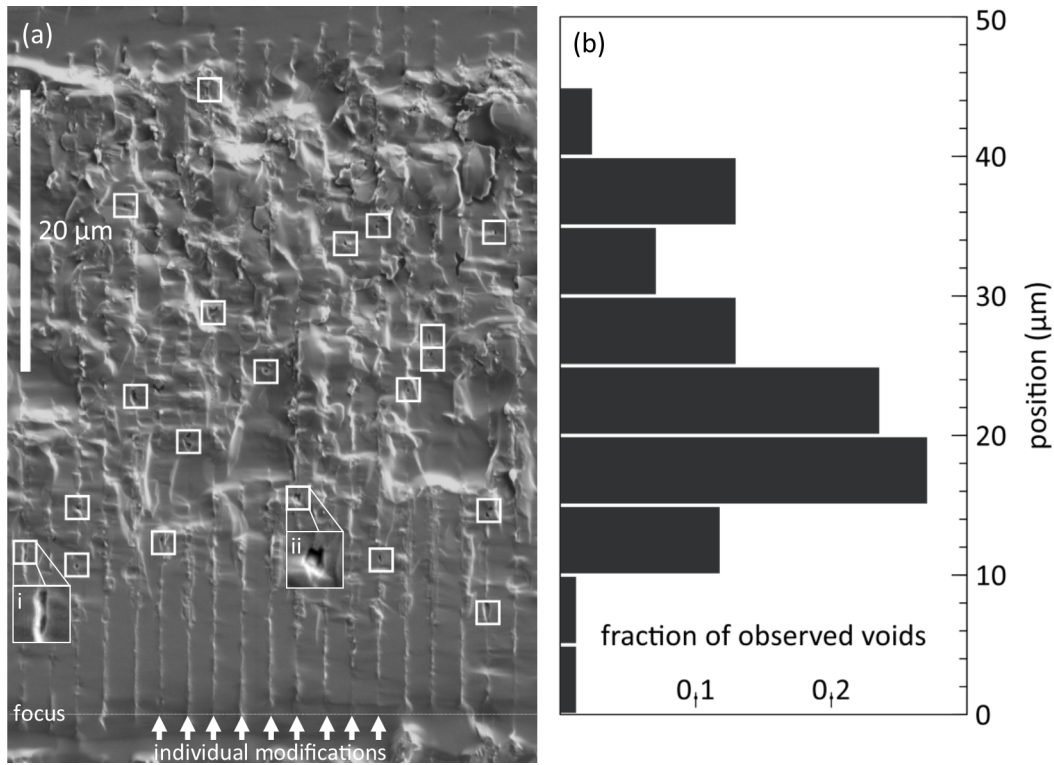 (a)
20 µm
i
ii
focus
individual modifications
(b)
50
40
30
20
10
0
position (µm)
fraction of observed voids
0.1
0.2